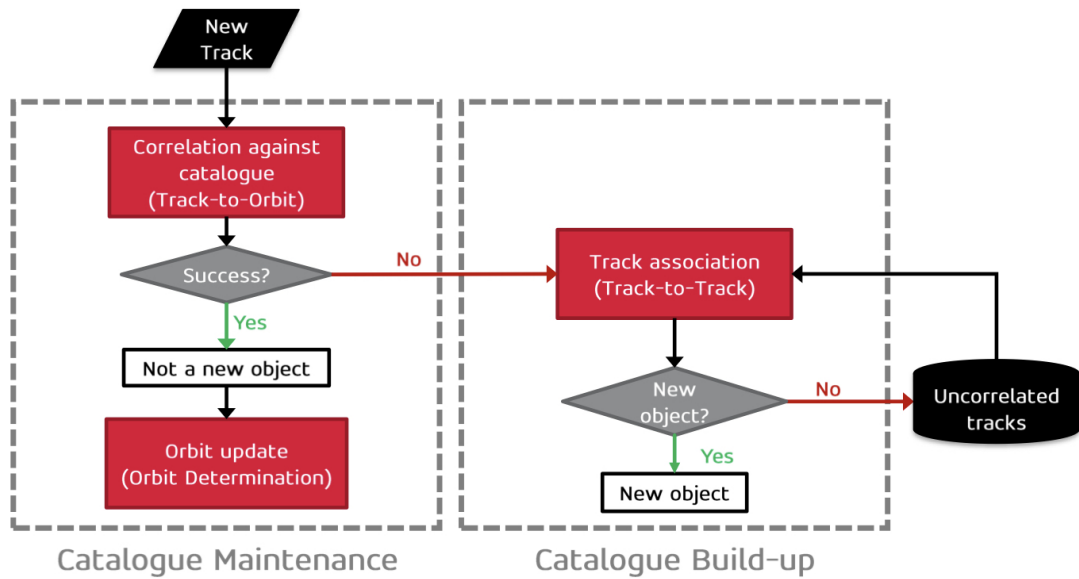 New
Track
Correlation against
catalogue
(Track-to-Orbit)
Success?
No
Yes
Not a new object
Orbit update
(Orbit Determination)
Catalogue Maintenance
Track association
(Track-to-Track)
New
object?
No
Yes
New object
Uncorrelated
tracks
Catalogue Build-up